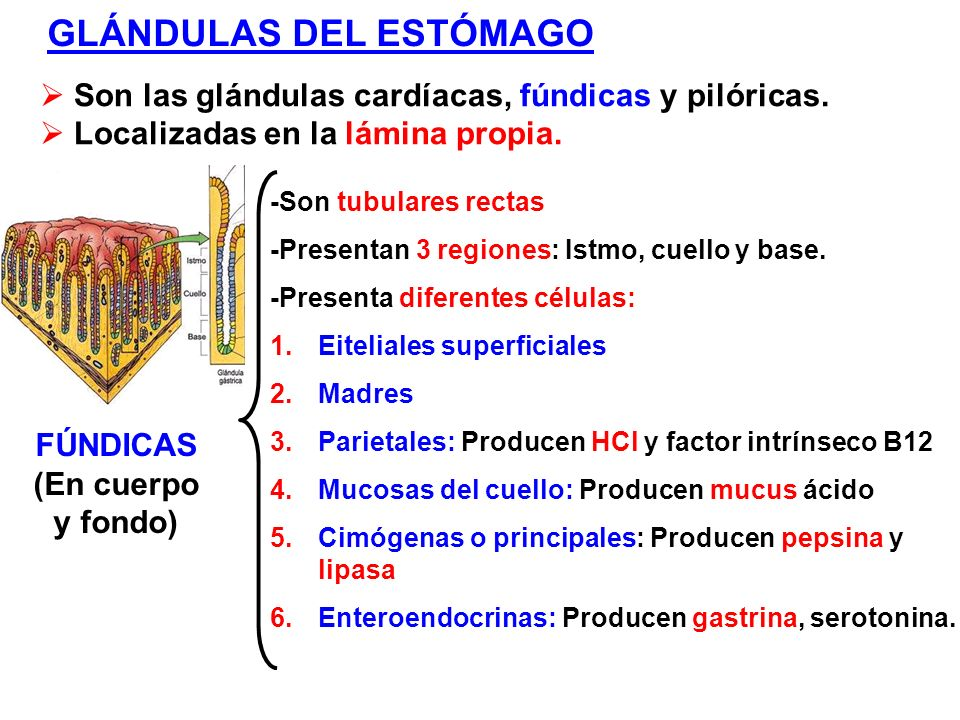 GLÁNDULAS DEL ESTÓMAGO
Son las glándulas cardíacas, fúndicas y pilóricas.
Localizadas en la lámina propia.
Istmo
Cuello
Base
Glándula
gástrica
FÚNDICAS
(En cuerpo
y fondo)
-Son tubulares rectas
-Presentan 3 regiones: Istmo, cuello y base.
-Presenta diferentes células:
1. Eiteliales superficiales
2. Madres
3. Parietales: Producen HCl y factor intrínseco B12
4. Mucosas del cuello: Producen mucus ácido
5. Cimógenas o principales: Producen pepsina y
lipasa
6. Enteroendocrinas: Producen gastrina, serotonina.